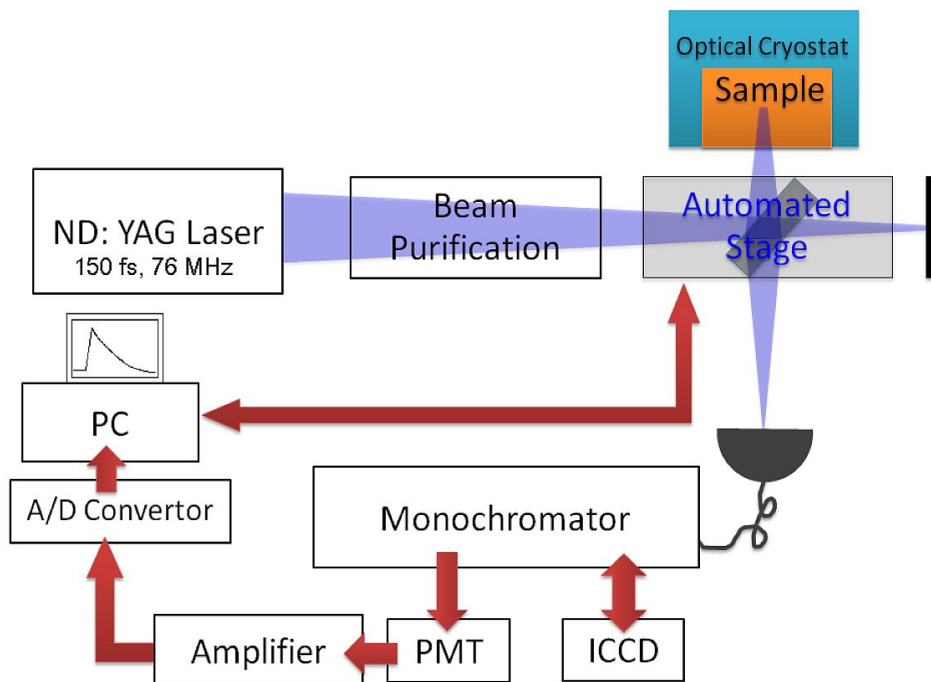 Optical Cryostat
Sample
ND: YAG Laser
150 fs, 76 MHz
Beam
Purification
Automated
Stage
PC
A/D Convertor
Monochromator
Amplifier
PMT
ICCD